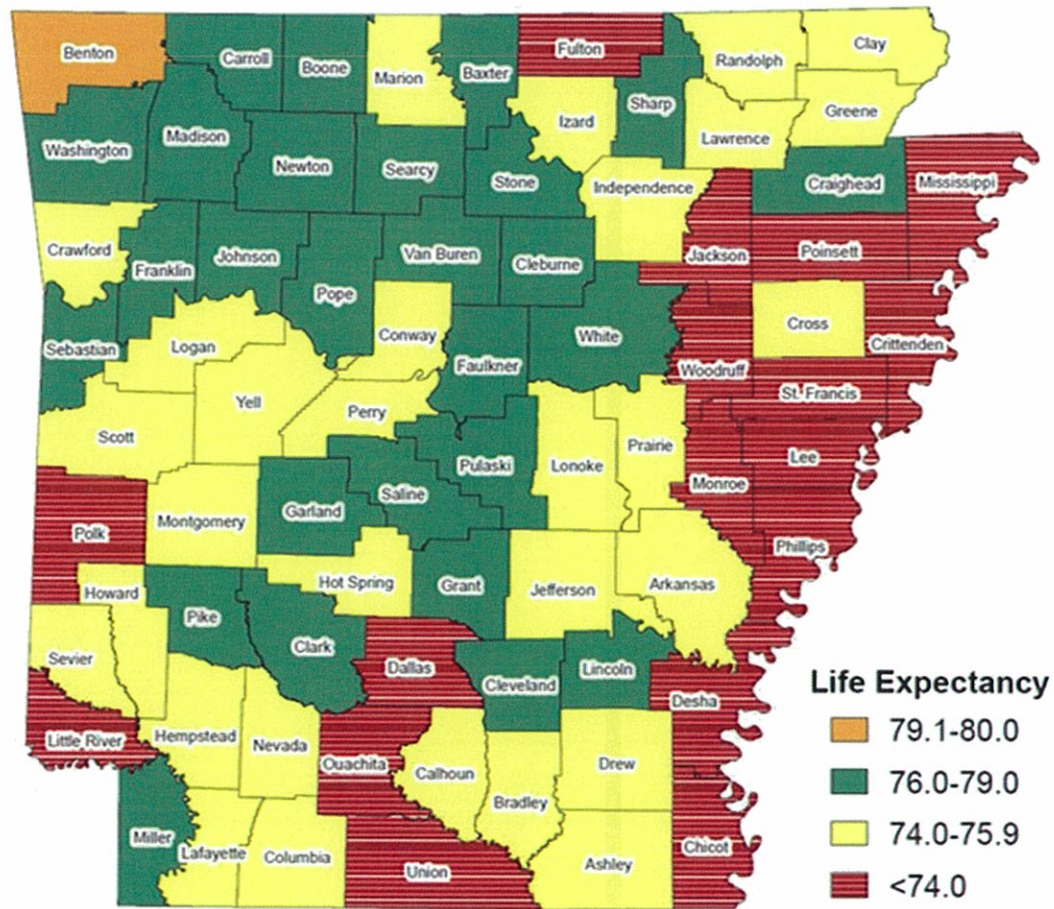 Benton
Carroll
Boone
Marion
Baxter
Fulton
Randolph
Clay
Sharp
Izard
Greene
Lawrence
Washington
Madison
Newton
Searcy
Stone
Independence
Craighead
Mississippi
Crawford
Franklin
Johnson
Pope
Van Buren
Cleburne
Jackson
Poinsett
Sebastian
Logan
Conway
Faulkner
White
Cross
Crittenden
Woodruff
St. Francis
Scott
Yell
Perry
Pulaski
Lonoke
Prairie
Lee
Monroe
Polk
Montgomery
Garland
Saline
Phillips
Howard
Hot Spring
Grant
Jefferson
Arkansas
Pike
Clark
Sevier
Dallas
Cleveland
Lincoln
Desha
Little River
Hempstead
Nevada
Ouachita
Calhoun
Bradley
Drew
Miller
Lafayette
Columbia
Union
Ashley
Chicot
Life Expectancy
79.1-80.0
76.0-79.0
74.0-75.9
<74.0